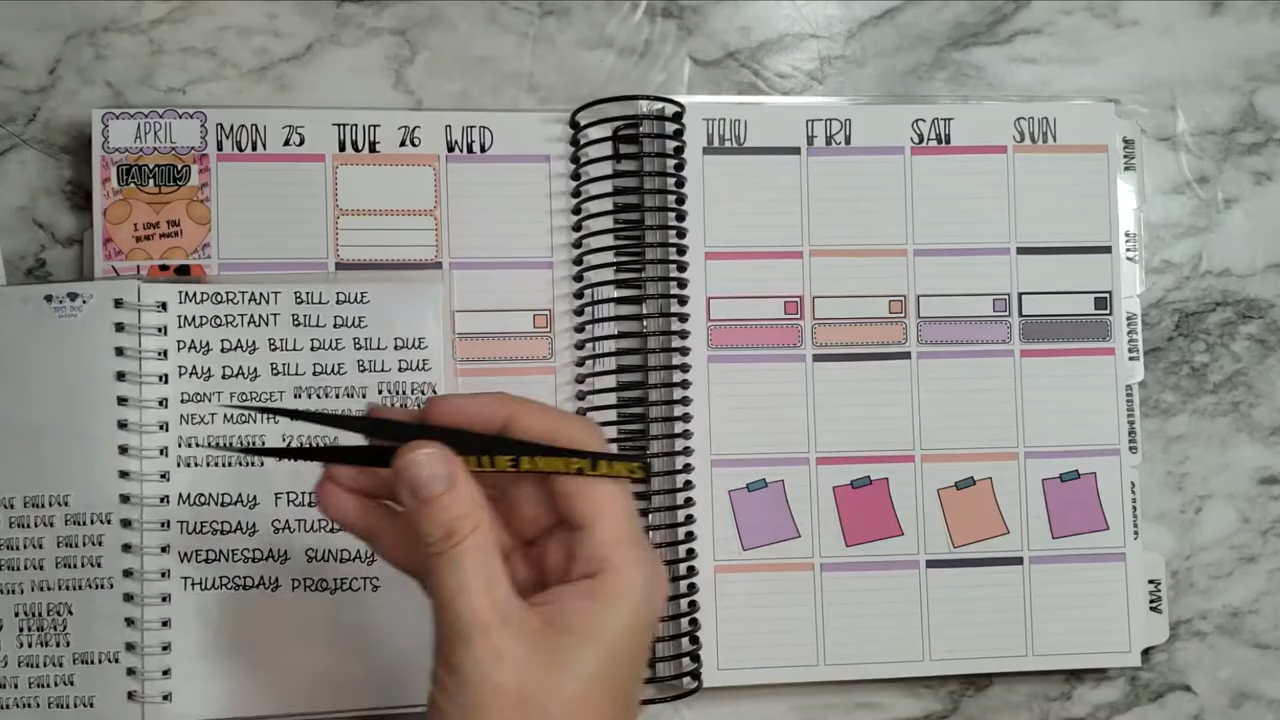 APRIL MON 25 TUE 26 WED THU FRI SAT SUN
FAMILY
I LOVE YOU
"BEARY" MUCH!
IMPORTANT BILL DUE
IMPORTANT BILL DUE
PAY DAY BILL DUE BILL DUE
PAY DAY BILL DUE BILL DUE
DON'T FORGET IMPORTANT FULL BOX
FRIDAY
NEXT MONTH
NEW RELEASES $2 SASSY
NEW RELEASES
MONDAY
TUESDAY
WEDNESDAY SUNDAY
THURSDAY PROJECTS
BILL DUE
BILL DUE BILL DUE
BILL DUE BILL DUE
BILL DUE BILL DUE
NEW RELEASES
FULL BOX
FRIDAY
STARTS
BILL DUE BILL DUE
BILL DUE
BILL DUE
JUNE
JULY
AUGUST
MAY